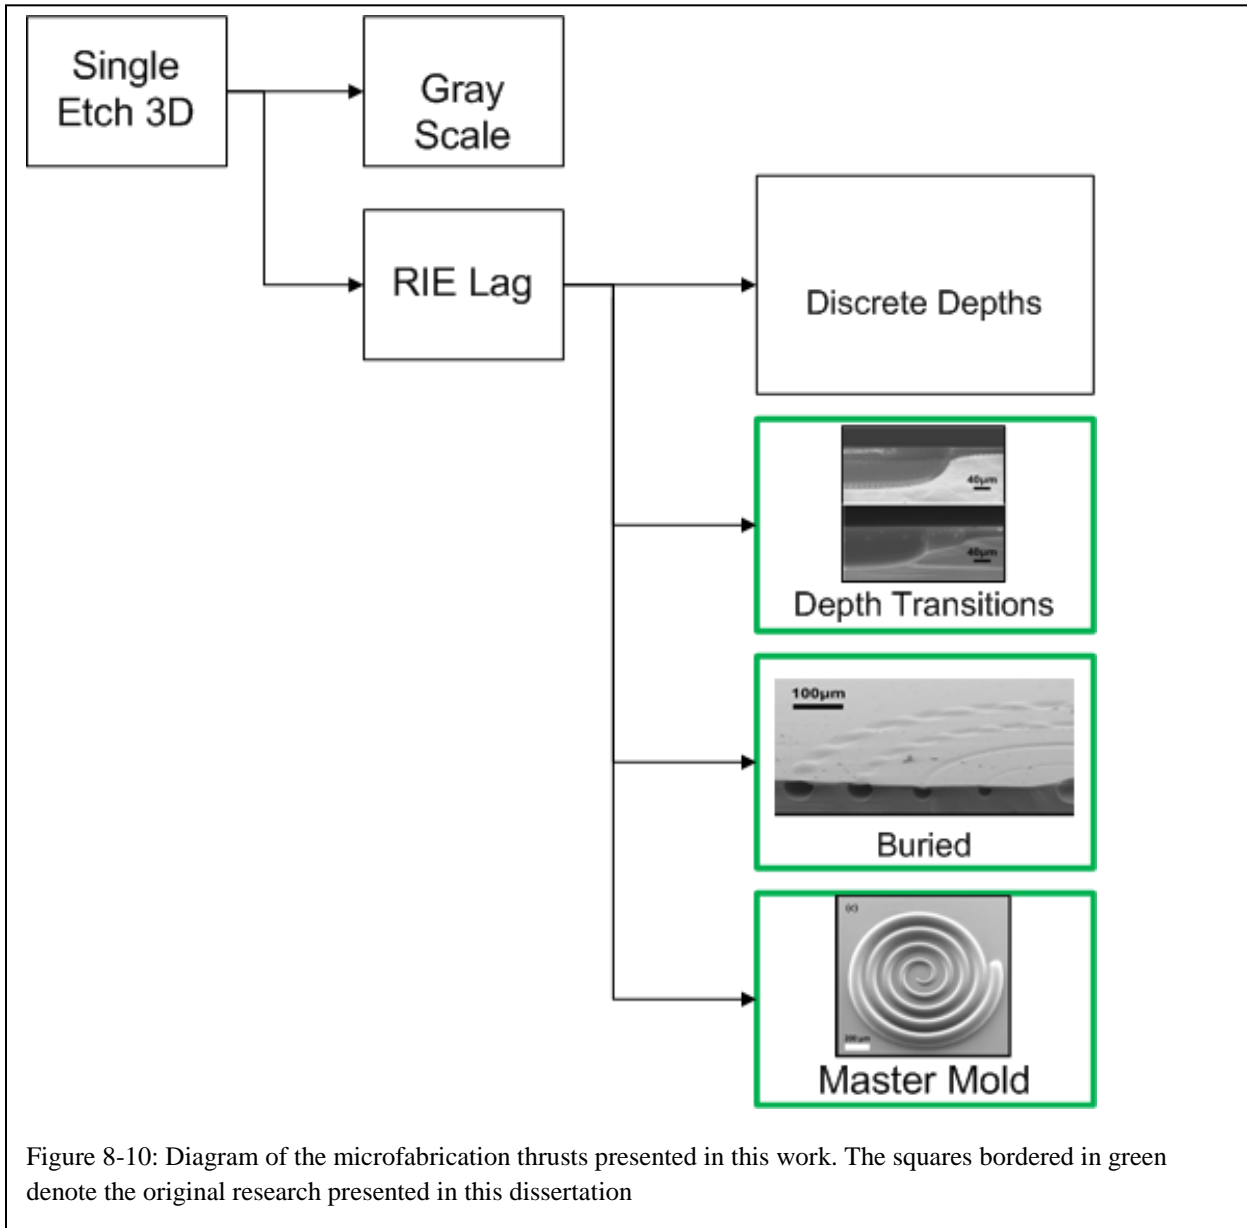 Single
Etch 3D
Gray
Scale
RIE Lag
Discrete Depths
40µm
40µm
Depth Transitions
100µm
Buried
(c)
200 µm
Master Mold
Figure 8-10: Diagram of the microfabrication thrusts presented in this work. The squares bordered in green
denote the original research presented in this dissertation